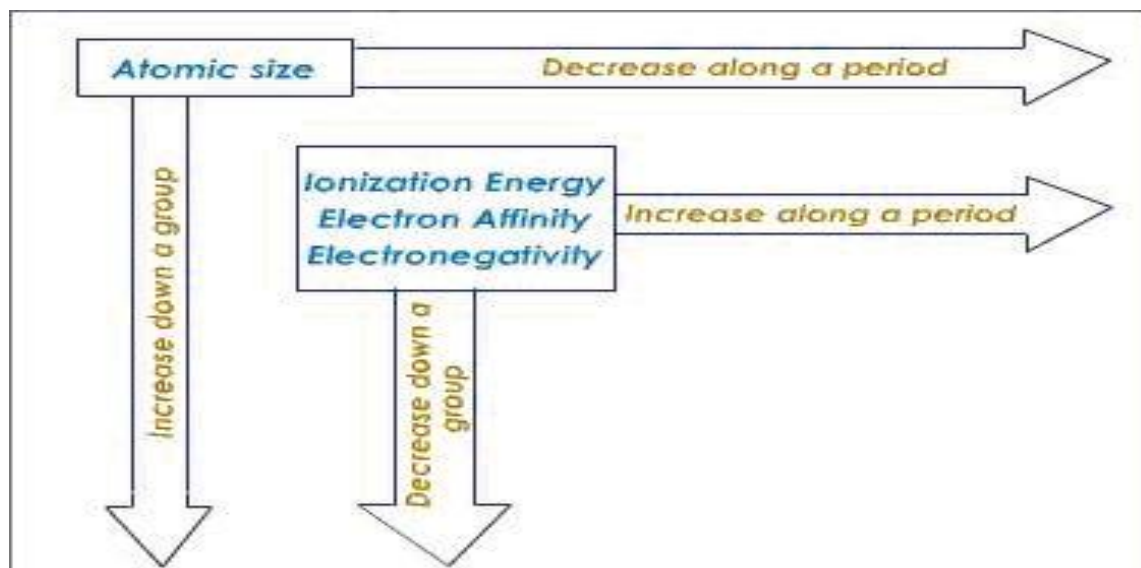 Atomic size
Decrease along a period
Increase down a group
Ionization Energy
Electron Affinity
Electronegativity
Increase along a period
Decrease down a
group